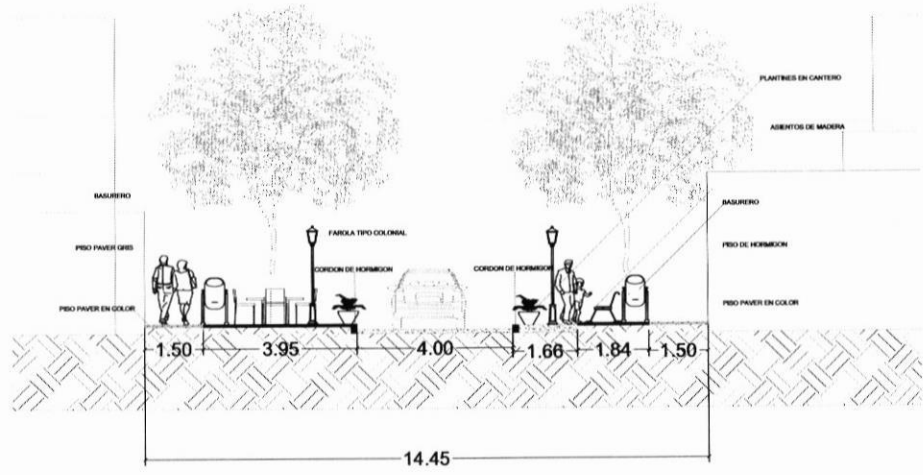 PLANTINES EN CANTERO
ASIENTOS DE MADERA
BASURERO
BASURERO
FAROLA TIPO COLONIAL
PISO PAVER GRIS
PISO DE HORMIGON
CORDON DE HORMIGON
CORDON DE HORMIGON
PISO PAVER EN COLOR
PISO PAVER EN COLOR
1.50 3.95 4.00 1.66 1.84 1.50
14.45